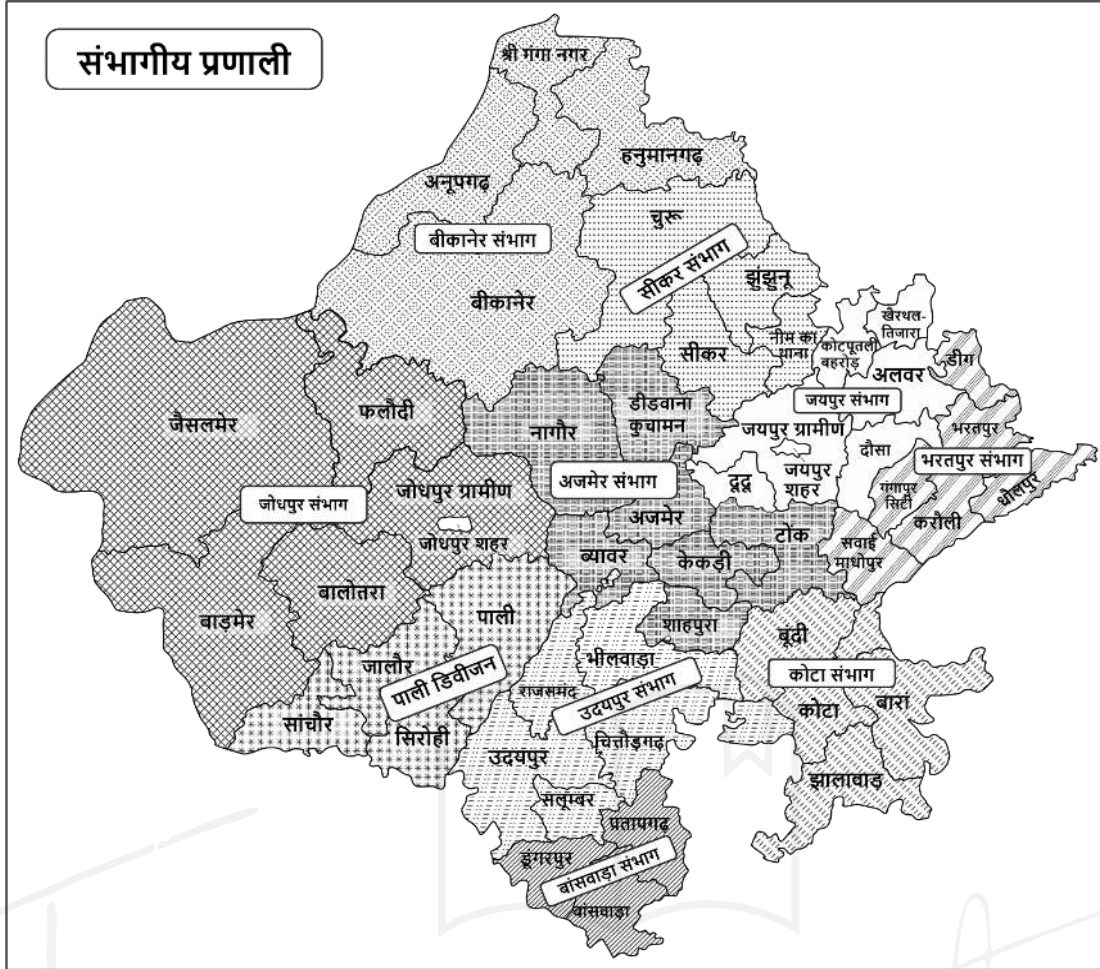 संभागीय प्रणाली
श्री गंगा नगर
हनुमानगढ़
अनूपगढ़
बीकानेर संभाग
बीकानेर
चुरू
सीकर संभाग
झुंझुनू
सीकर
नीम का
थाना
कोटपूतली
बहरोड़
खैरथल-
तिजारा
डीग
अलवर
जयपुर संभाग
जयपुर ग्रामीण
दौसा
भरतपुर
भरतपुर संभाग
धौलपुर
गंगापुर
सिटी
करोली
सवाई
माधोपुर
दूदू
जयपुर
शहर
जैसलमेर
फलौदी
नागौर
डीडवाना
कुचामन
जोधपुर संभाग
जोधपुर ग्रामीण
जोधपुर शहर
अजमेर संभाग
अजमेर
टोंक
ब्यावर
केकड़ी
शाहपुरा
बाड़मेर
बालोतरा
पाली
जालौर
पाली डिवीजन
सांचौर
सिरोही
राजसमंद
भीलवाड़ा
उदयपुर संभाग
चित्तौड़गढ़
उदयपुर
सलूम्बर
बूंदी
कोटा संभाग
कोटा
बारा
झालावाड़
प्रतापगढ़
डूगरपुर
बांसवाड़ा संभाग
बांसवाड़ा